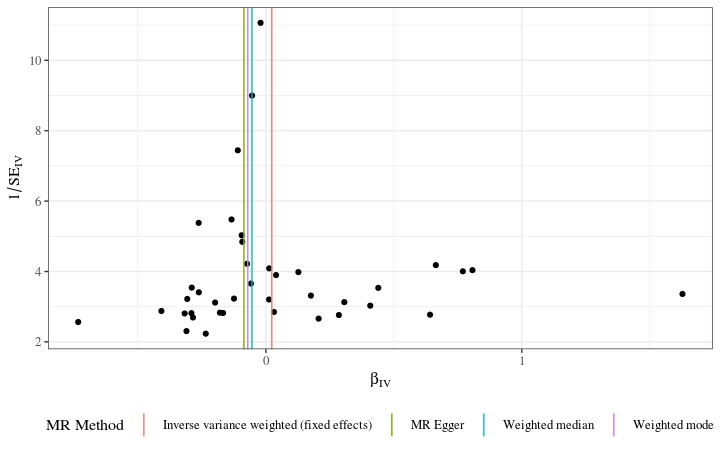 10
8
6
4
2
1/SE_IV
0 1
β_IV
MR Method Inverse variance weighted (fixed effects) MR Egger Weighted median Weighted mode